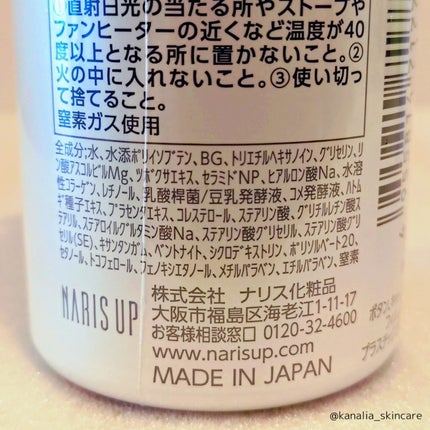 ①直射日光の当たる所やストーブや
ファンヒーターの近くなど温度が40
度以上となる所に置かないこと。②
火の中に入れないこと。③使い切っ
て捨てること。
窒素ガス使用
全成分:水、水添ポリイソブテン、BG、トリエチルヘキサノイン、グリセリン、リ
ン酸アスコルビルMg、ツボクサエキス、セラミドNP、ヒアルロン酸Na、水溶
性コラーゲン、レチノール、乳酸桿菌/豆乳発酵液、コメ発酵液、ハトム
ギ種子エキス、プラセンタエキス、コレステロール、ステアリン酸、グリチルレチン酸ス
テアリル、ステアロイルグルタミン酸Na、ステアリン酸グリセリル、ステアリン酸グリ
セリル(SE)、キサンタンガム、ベントナイト、シクロデキストリン、ポリソルベート20、
セタノール、トコフェロール、フェノキシエタノール、メチルパラベン、エチルパラベン、窒素
NARIS UP
株式会社 ナリス化粧品
大阪市福島区海老江1-11-17
お客様相談窓口 0120-32-4600
www.narisup.com
MADE IN JAPAN
ボタン
プラスチ
@kanalia_skincare